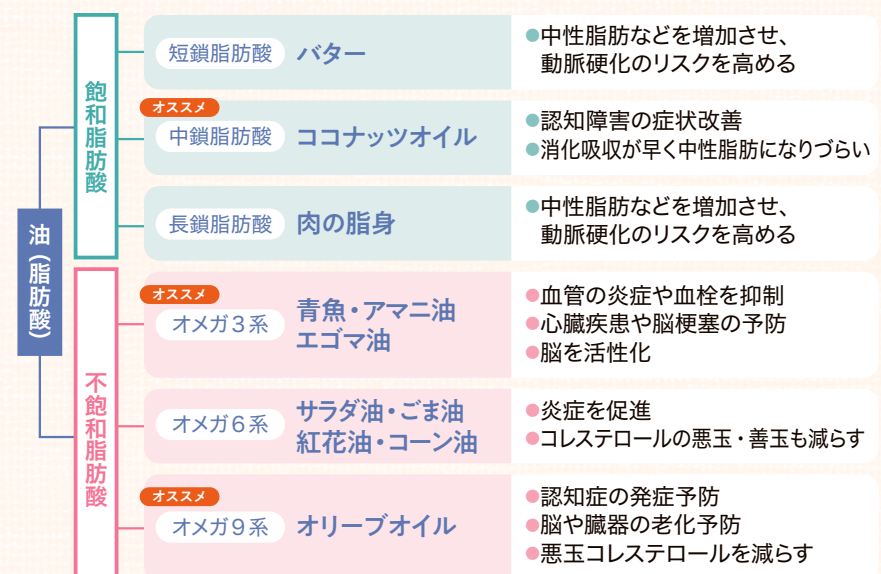 油(脂肪酸)
飽和脂肪酸
短鎖脂肪酸 バター
●中性脂肪などを増加させ、
動脈硬化のリスクを高める
オススメ
中鎖脂肪酸 ココナッツオイル
●認知障害の症状改善
●消化吸収が早く中性脂肪になりづらい
長鎖脂肪酸 肉の脂身
●中性脂肪などを増加させ、
動脈硬化のリスクを高める
不飽和脂肪酸
オススメ
オメガ3系
青魚・アマニ油
エゴマ油
●血管の炎症や血栓を抑制
●心臓疾患や脳梗塞の予防
●脳を活性化
オメガ6系
サラダ油・ごま油
紅花油・コーン油
●炎症を促進
●コレステロールの悪玉・善玉も減らす
オススメ
オメガ9系 オリーブオイル
●認知症の発症予防
●脳や臓器の老化予防
●悪玉コレステロールを減らす